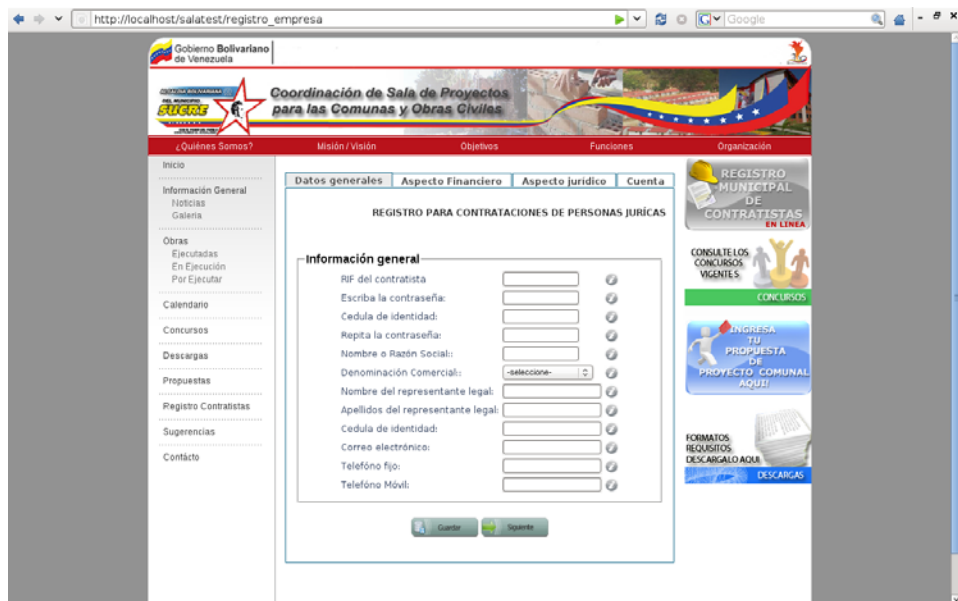 http://localhost/salatest/registro_empresa
Google
Gobierno Bolivariano
de Venezuela
DEL MUNICIPIO
SUCRE
Coordinación de Sala de Proyectos
para las Comunas y Obras Civiles
¿Quiénes Somos?
Misión / Visión
Objetivos
Funciones
Organización
Inicio
Información General
Noticias
Galeria
Obras
Ejecutadas
En Ejecución
Por Ejecutar
Calendario
Concursos
Descargas
Propuestas
Registro Contratistas
Sugerencias
Contácto
Datos generales
Aspecto Financiero
Aspecto jurídico
Cuenta
REGISTRO PARA CONTRATACIONES DE PERSONAS JURÍCAS
Información general
RIF del contratista
Escriba la contraseña:
Cedula de identidad:
Repita la contraseña:
Nombre o Razón Social::
Denominación Comercial::
-seleccione-
Nombre del representante legal:
Apellidos del representante legal:
Cedula de identidad:
Correo electrónico:
Telefóno fijo:
Telefóno Móvil:
Guardar
Siguiente
REGISTRO
MUNICIPAL
DE
CONTRATISTAS
EN LINEA
CONSULTE LOS
CONCURSOS
VIGENTES
CONCURSOS
INGRESA
TU
PROPUESTA
DE
PROYECTO COMUNAL
AQUI!
FORMATOS
REQUISITOS
DESCARGALO AQUI
DESCARGAS